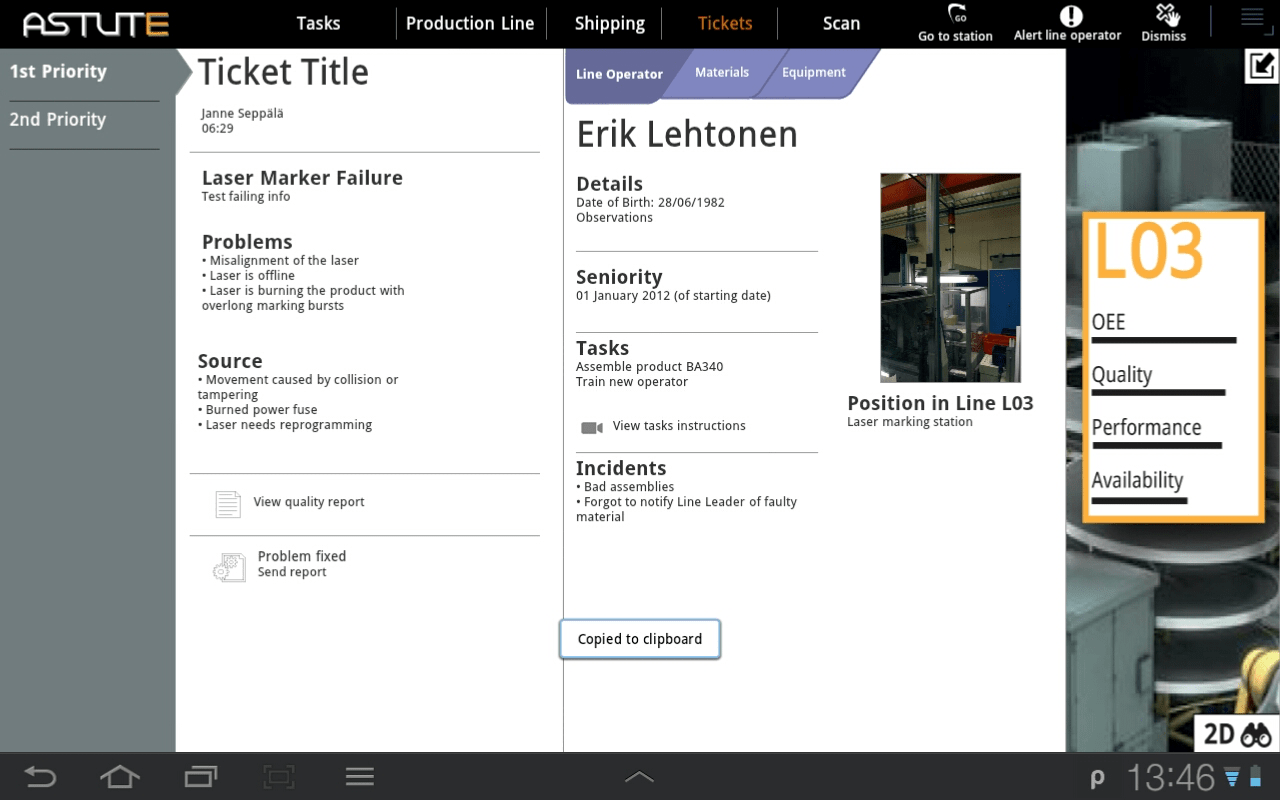 ASTUTE
Tasks
Production Line
Shipping
Tickets
Scan
GO
Go to station
Alert line operator
Dismiss
1st Priority
2nd Priority
Ticket Title
Janne Seppälä
06:29
Laser Marker Failure
Test failing info
Problems
• Misalignment of the laser
• Laser is offline
• Laser is burning the product with
overlong marking bursts
Source
• Movement caused by collision or
tampering
• Burned power fuse
• Laser needs reprogramming
View quality report
Problem fixed
Send report
Line Operator
Materials
Equipment
Erik Lehtonen
Details
Date of Birth: 28/06/1982
Observations
Seniority
01 January 2012 (of starting date)
Tasks
Assemble product BA340
Train new operator
View tasks instructions
Incidents
• Bad assemblies
• Forgot to notify Line Leader of faulty
material
Position in Line L03
Laser marking station
Copied to clipboard
L03
OEE
Quality
Performance
Availability
2D
ρ 13:46